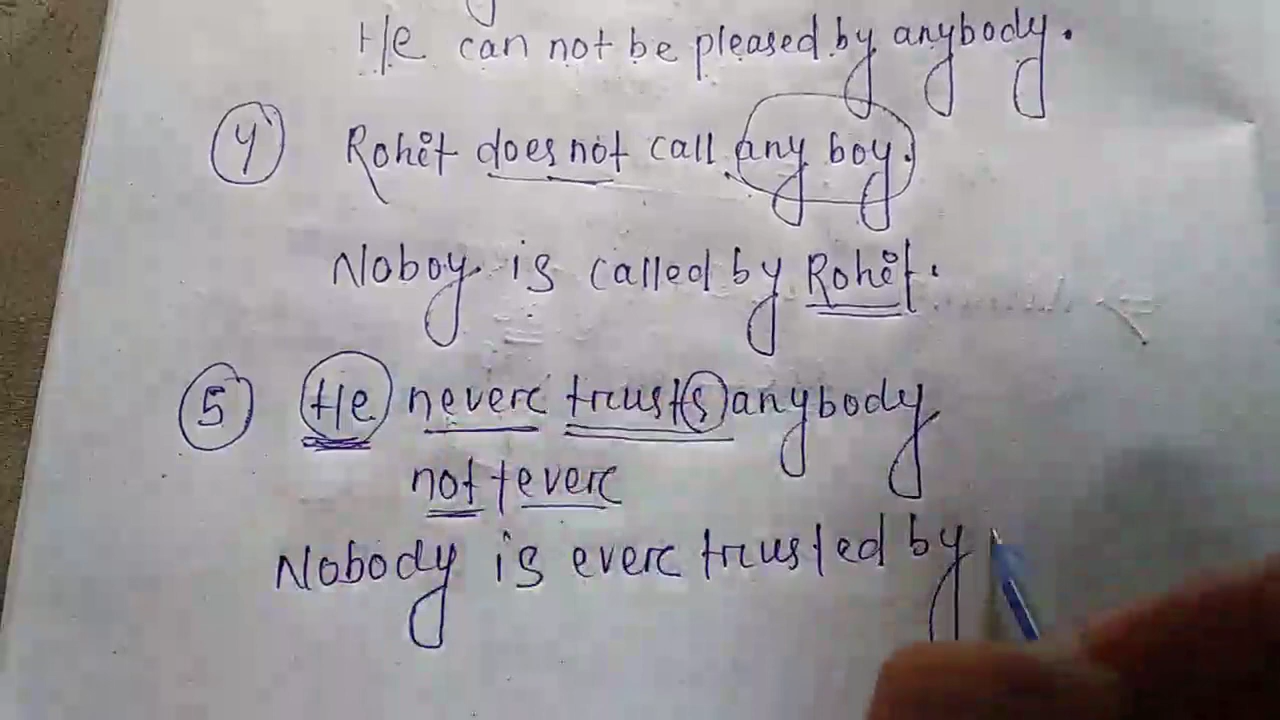 He can not be pleased by anybody.
4 Rohit does not call any boy.
Noboy is called by Rohit.
5 He never trusts anybody
not + ever
Nobody is ever trusted by